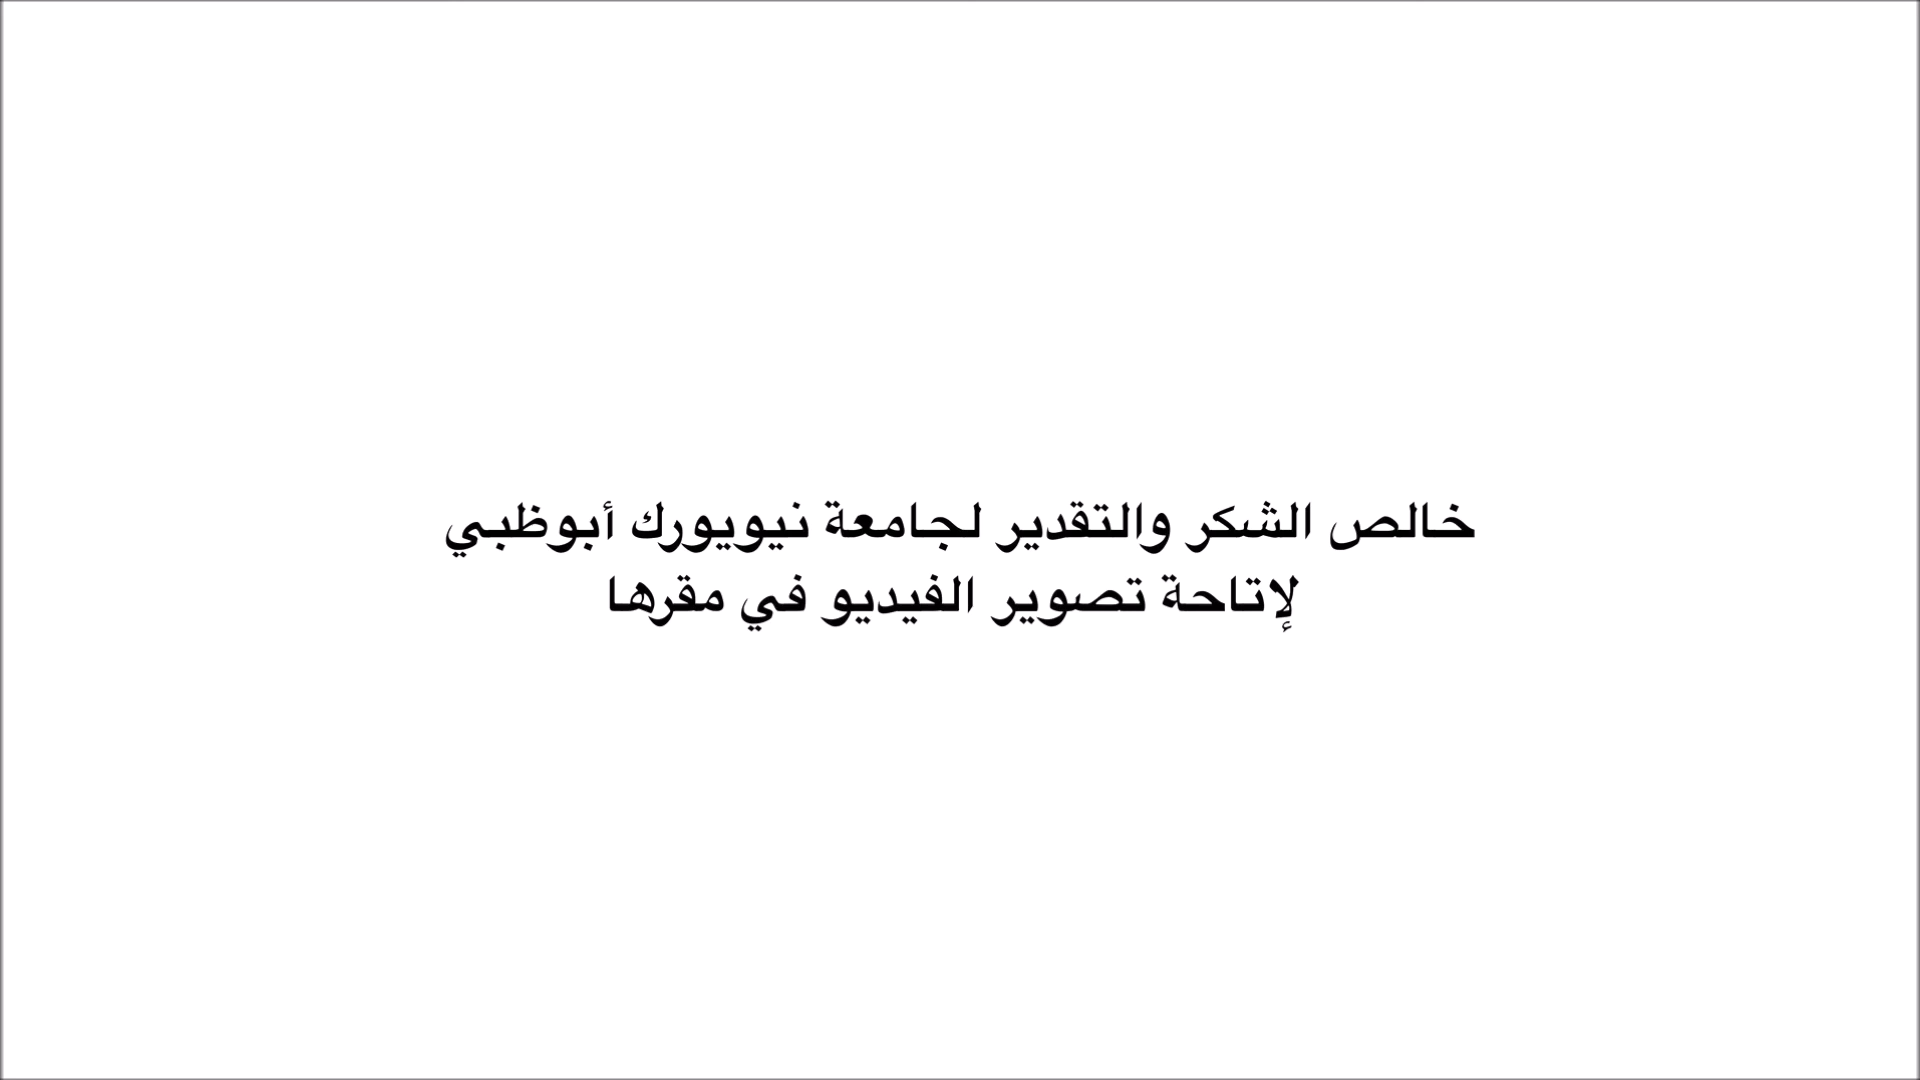 خالص الشكر والتقدير لجامعة نيويورك أبوظبي
لإتاحة تصوير الفيديو في مقرها